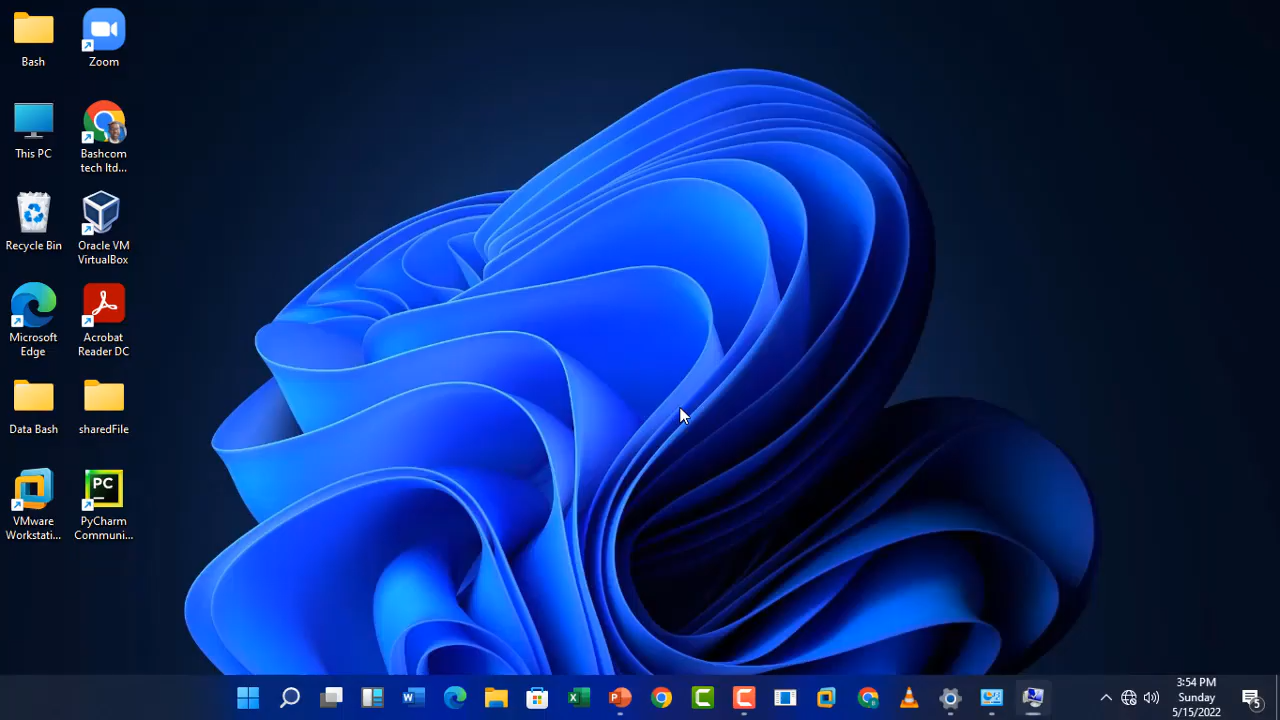 Bash
Zoom
This PC
Bashcom
tech ltd...
Recycle Bin
Oracle VM
VirtualBox
Microsoft
Edge
Acrobat
Reader DC
Data Bash
sharedFile
VMware
Workstati...
PC
PyCharm
Communi...
W
X
P
C
C
3:54 PM
Sunday
5/15/2022
5